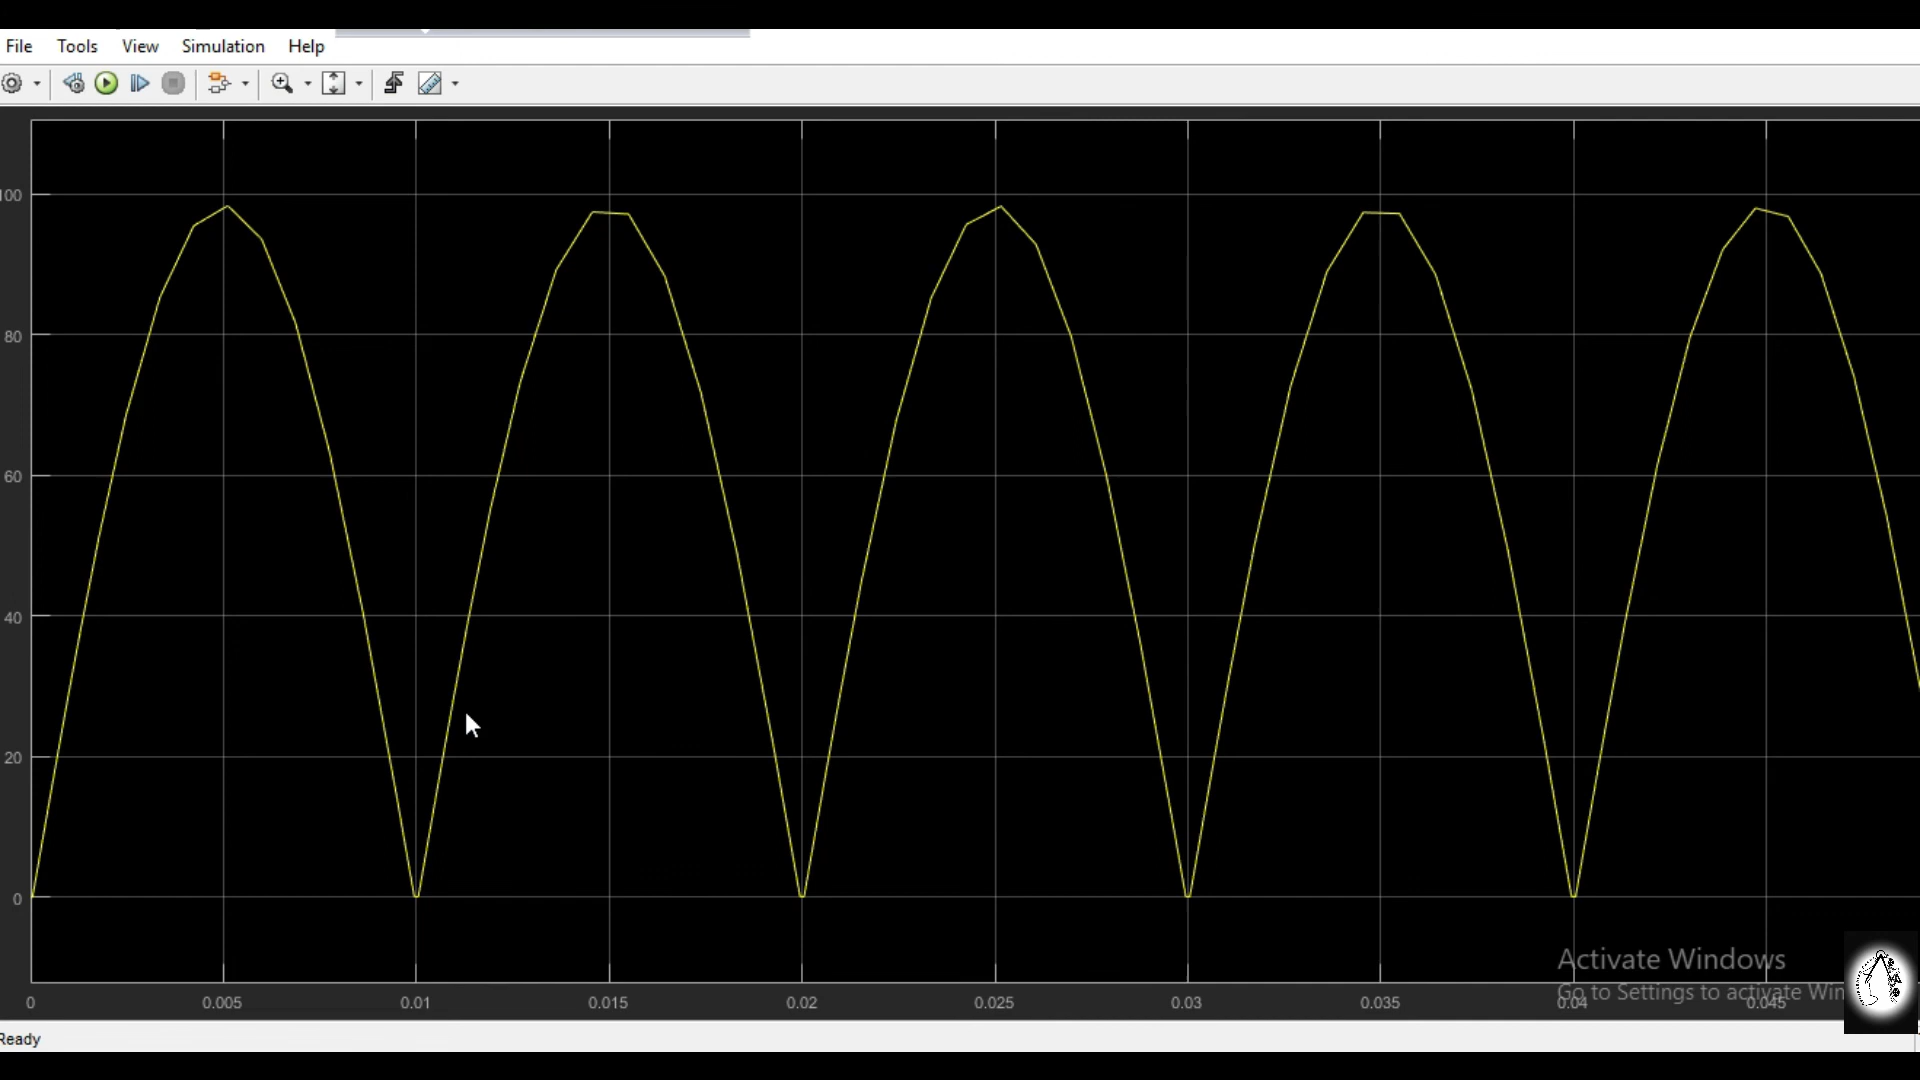 File Tools View Simulation Help
100
80
60
40
20
0
0 0.005 0.01 0.015 0.02 0.025 0.03 0.035 0.04 0.045
Activate Windows
Go to Settings to activate Win
Ready